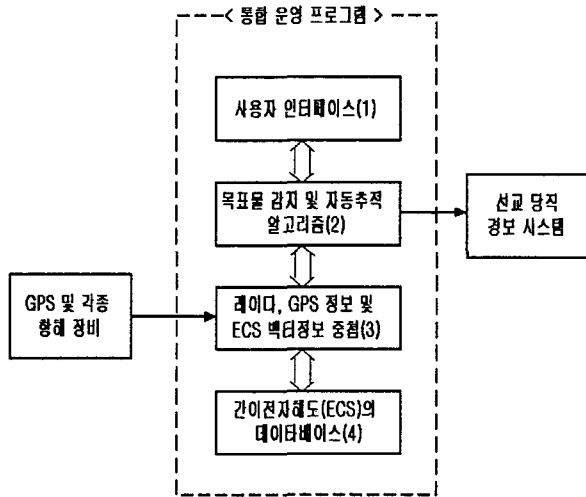 < 통합 운영 프로그램 >
사용자 인터페이스(1)
목표물 감지 및 자동추적
알고리즘(2)
선교 당직
경보 시스템
GPS 및 각종
항해 장비
레이다, GPS 정보 및
ECS 벡터정보 중첩(3)
간이전자해도(ECS)의
데이타베이스(4)